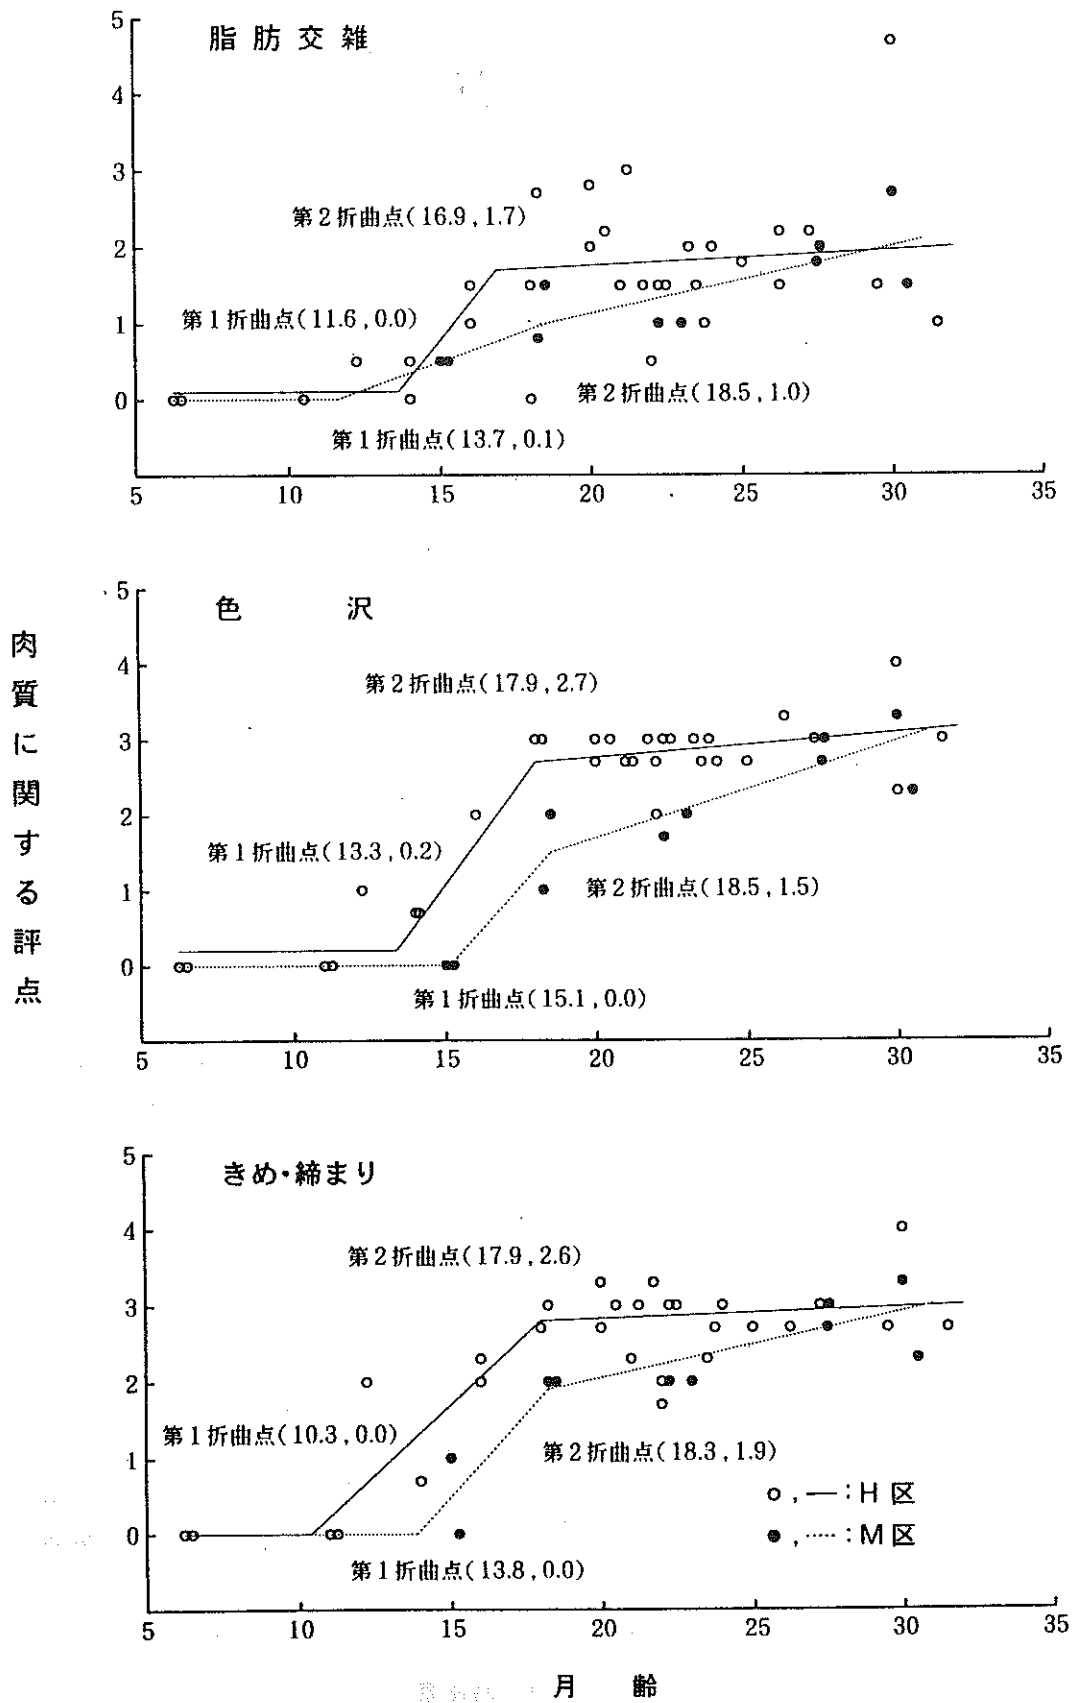 脂肪交雑
5
4
3
2
1
0
第2折曲点(16.9,1.7)
第1折曲点(11.6,0.0)
第2折曲点(18.5,1.0)
第1折曲点(13.7,0.1)
5 10 15 20 25 30 35
肉質に関する評点
色沢
5
4
3
2
1
0
第2折曲点(17.9,2.7)
第1折曲点(13.3,0.2)
第2折曲点(18.5,1.5)
第1折曲点(15.1,0.0)
5 10 15 20 25 30 35
きめ・締まり
5
4
3
2
1
0
第2折曲点(17.9,2.6)
第1折曲点(10.3,0.0)
第2折曲点(18.3,1.9)
第1折曲点(13.8,0.0)
○,—:H区
●,……:M区
5 10 15 20 25 30 35
月齢